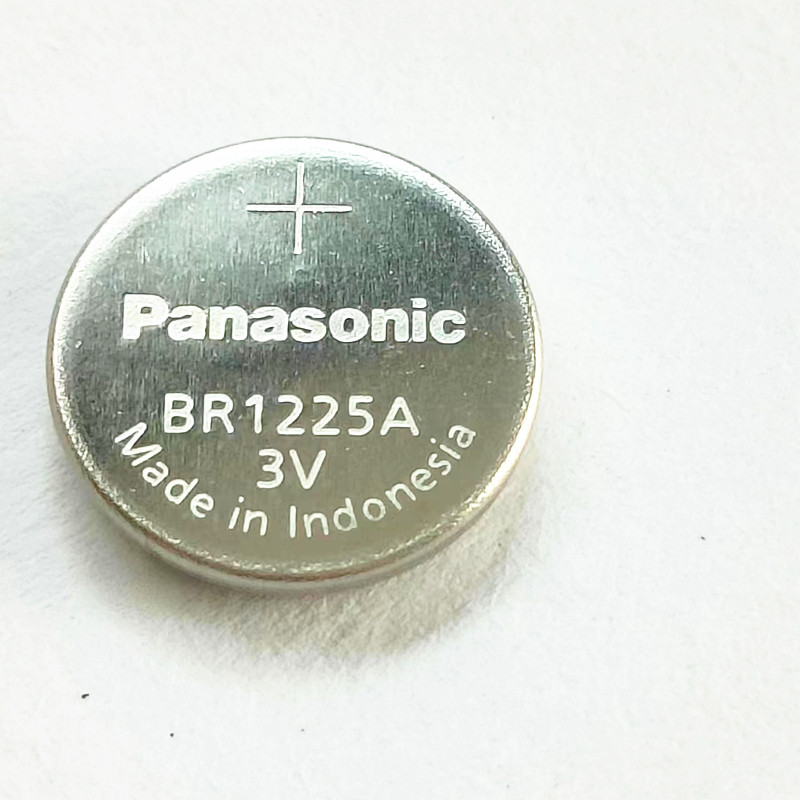 +
Panasonic
BR1225A
3V
Made in Indonesia